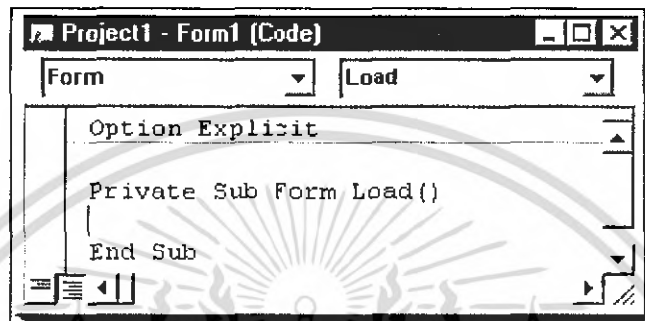 Project1 - Form1 (Code)
Form Load
Option Explicit
Private Sub Form Load()
End Sub